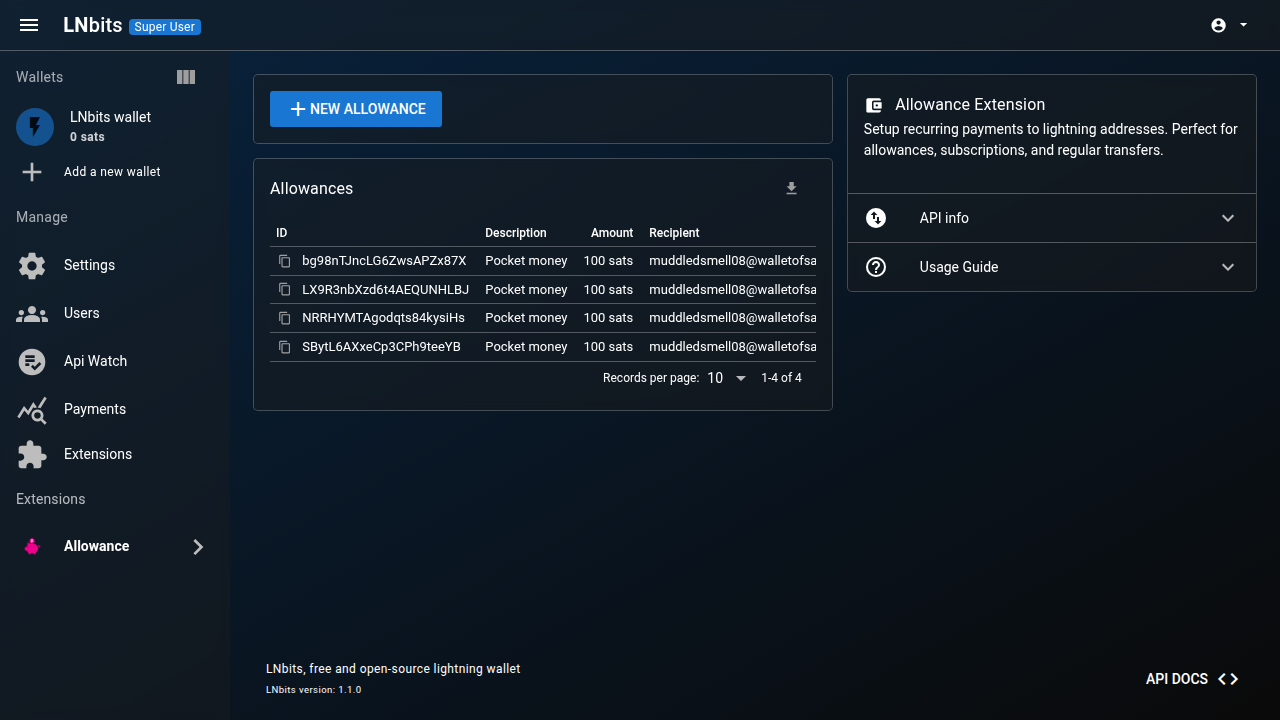 LNbits Super User
Wallets
LNbits wallet
0 sats
Add a new wallet
Manage
Settings
Users
Api Watch
Payments
Extensions
Extensions
Allowance
NEW ALLOWANCE
Allowances
ID Description Amount Recipient
bg98nTJncLG6ZwsAPZx87X Pocket money 100 sats muddledsmell08@walletofsa
LX9R3nbXzd6t4AEQUNHLBJ Pocket money 100 sats muddledsmell08@walletofsa
NRRHYMTAgodqts84kysiHs Pocket money 100 sats muddledsmell08@walletofsa
SBytL6AXxeCp3CPh9teeYB Pocket money 100 sats muddledsmell08@walletofsa
Records per page: 10 1-4 of 4
Allowance Extension
Setup recurring payments to lightning addresses. Perfect for
allowances, subscriptions, and regular transfers.
API info
Usage Guide
LNbits, free and open-source lightning wallet
LNbits version: 1.1.0
API DOCS